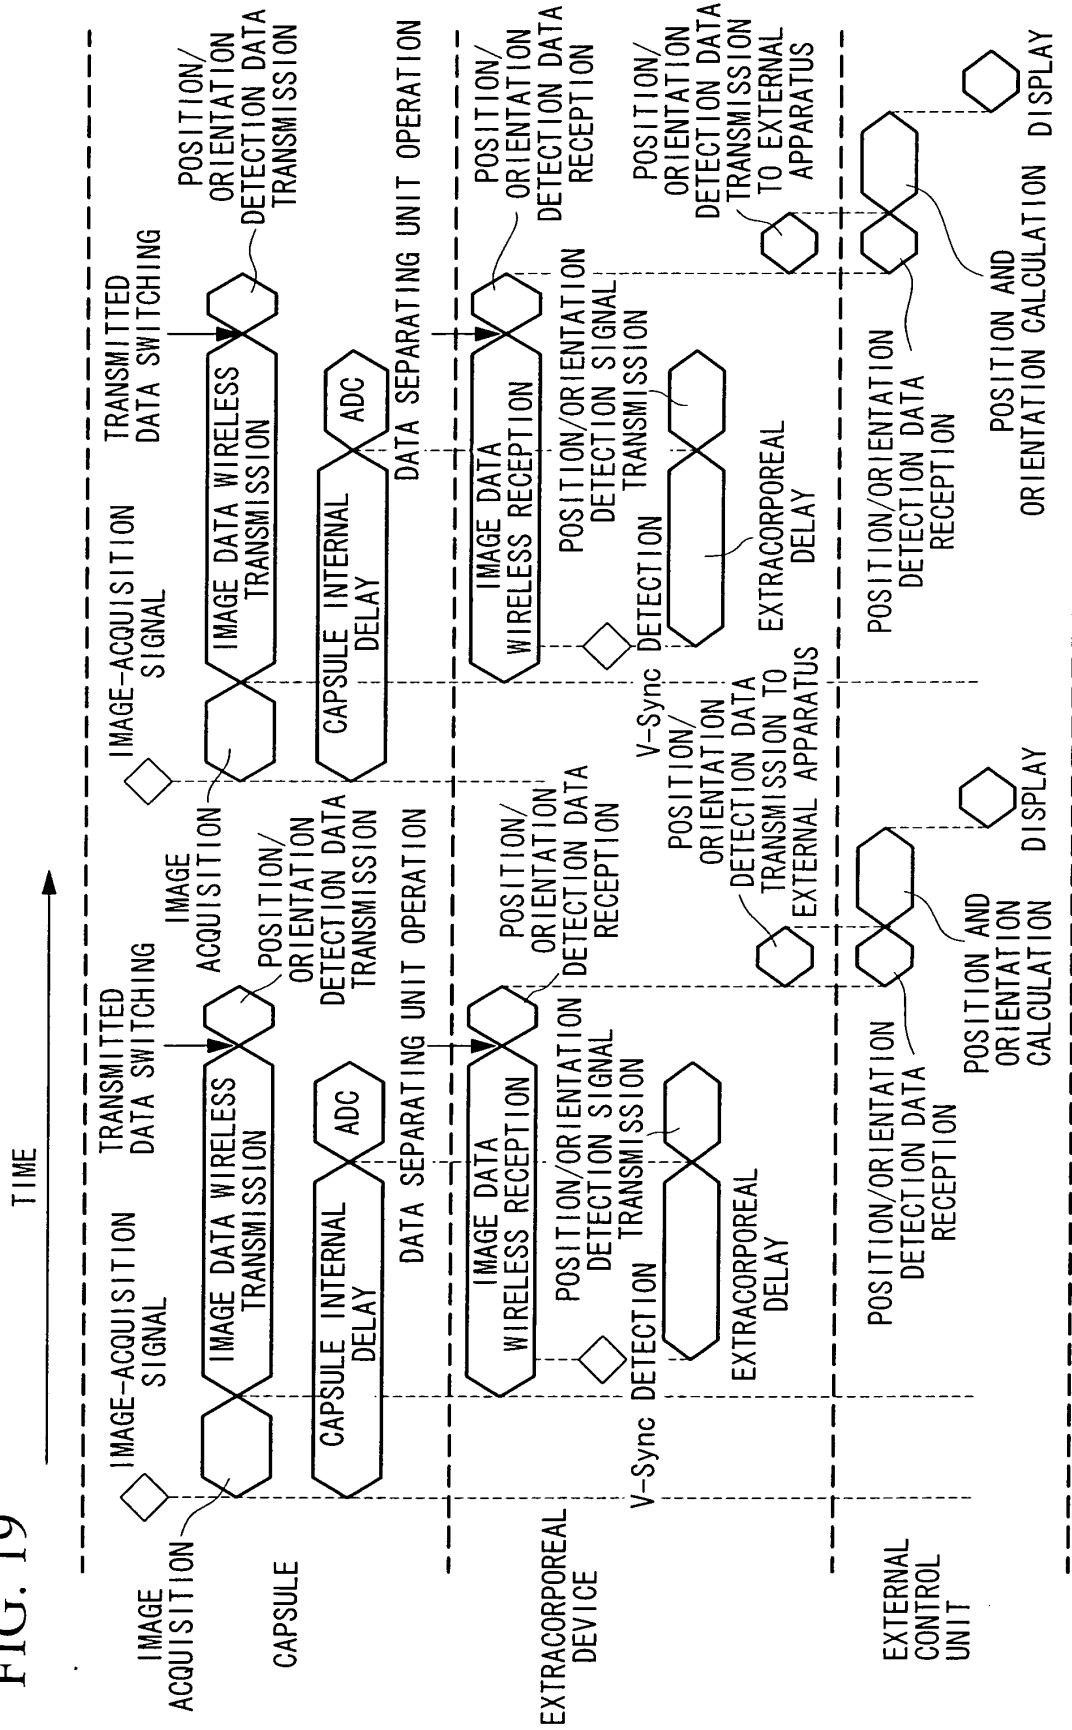 FIG. 19
TIME
IMAGE
ACQUISITION
IMAGE-ACQUISITION
SIGNAL
TRANSMITTED
DATA SWITCHING
IMAGE
ACQUISITION
IMAGE-ACQUISITION
SIGNAL
TRANSMITTED
DATA SWITCHING
POSITION/
ORIENTATION
DETECTION DATA
TRANSMISSION
CAPSULE
IMAGE DATA WIRELESS
TRANSMISSION
POSITION/
ORIENTATION
DETECTION DATA
TRANSMISSION
IMAGE DATA WIRELESS
TRANSMISSION
CAPSULE INTERNAL
DELAY
ADC
CAPSULE INTERNAL
DELAY
ADC
DATA SEPARATING UNIT OPERATION
DATA SEPARATING UNIT OPERATION
EXTRACORPOREAL
DEVICE
IMAGE DATA
WIRELESS RECEPTION
POSITION/
ORIENTATION
DETECTION DATA
RECEPTION
IMAGE DATA
WIRELESS RECEPTION
POSITION/
ORIENTATION
DETECTION DATA
RECEPTION
POSITION/ORIENTATION
DETECTION SIGNAL
TRANSMISSION
POSITION/ORIENTATION
DETECTION SIGNAL
TRANSMISSION
V-Sync DETECTION
V-Sync DETECTION
EXTRACORPOREAL
DELAY
POSITION/
ORIENTATION
DETECTION DATA
TRANSMISSION TO
EXTERNAL APPARATUS
EXTRACORPOREAL
DELAY
POSITION/
ORIENTATION
DETECTION DATA
TRANSMISSION
TO EXTERNAL
APPARATUS
EXTERNAL
CONTROL
UNIT
POSITION/ORIENTATION
DETECTION DATA
RECEPTION
POSITION AND
ORIENTATION
CALCULATION
DISPLAY
POSITION/ORIENTATION
DETECTION DATA
RECEPTION
POSITION AND
ORIENTATION CALCULATION
DISPLAY